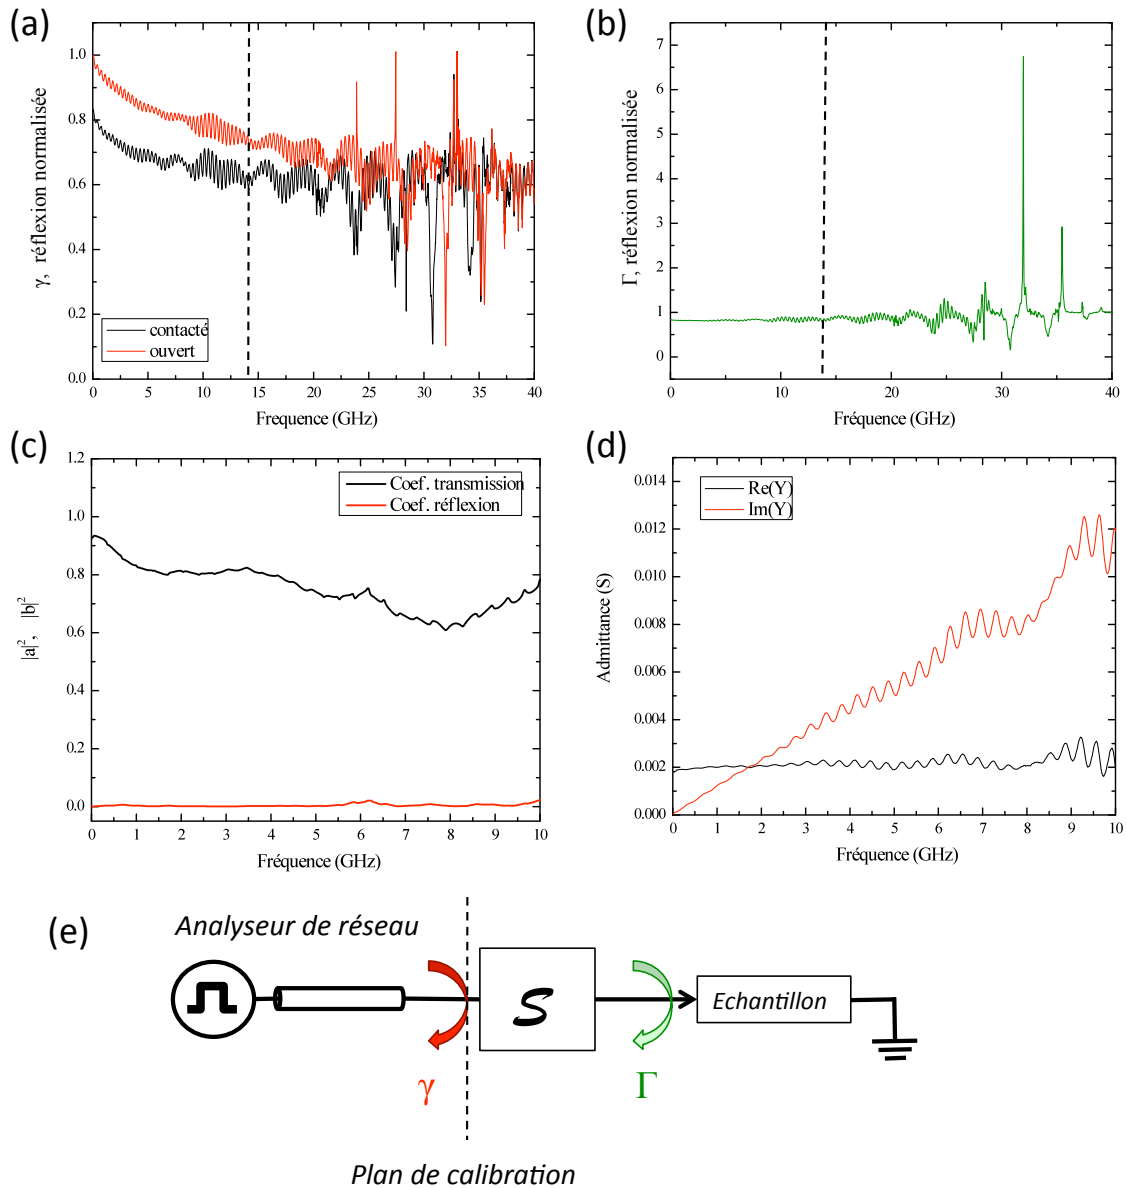 (a)
γ, réflexion normalisée
1.0
0.8
0.6
0.4
0.2
0.0
contacté
ouvert
0 5 10 15 20 25 30 35 40
Frequence (GHz)
(b)
Γ, réflexion normalisée
7
6
5
4
3
2
1
0
0 10 20 30 40
Fréquence (GHz)
(c)
|a|², |b|²
1.2
1.0
0.8
0.6
0.4
0.2
0.0
Coef. transmission
Coef. réflexion
0 1 2 3 4 5 6 7 8 9 10
Fréquence (GHz)
(d)
Admittance (S)
0.014
0.012
0.010
0.008
0.006
0.004
0.002
0.000
Re(Y)
Im(Y)
0 1 2 3 4 5 6 7 8 9 10
Fréquence (GHz)
(e)
Analyseur de réseau
S
Echantillon
γ
Γ
Plan de calibration